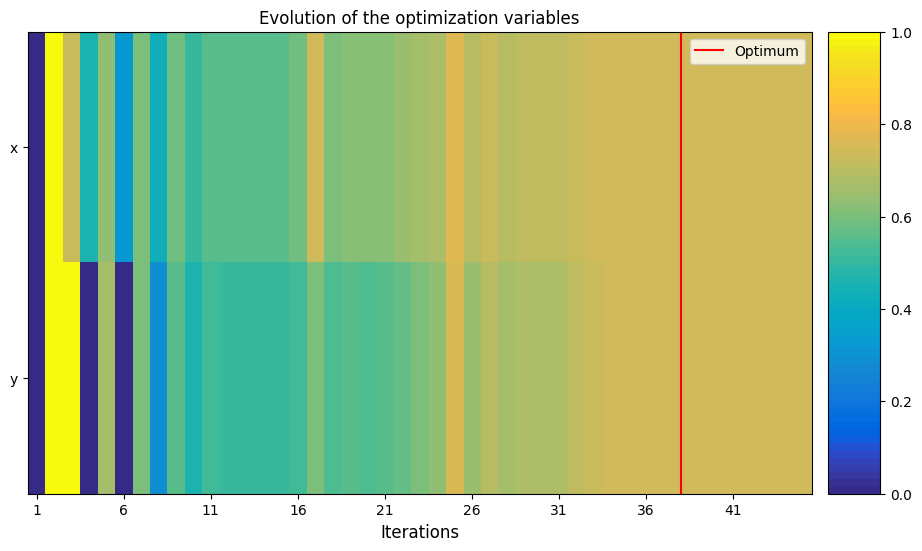 Evolution of the optimization variables
Optimum
x
y
1 6 11 16 21 26 31 36 41
Iterations
1.0
0.8
0.6
0.4
0.2
0.0